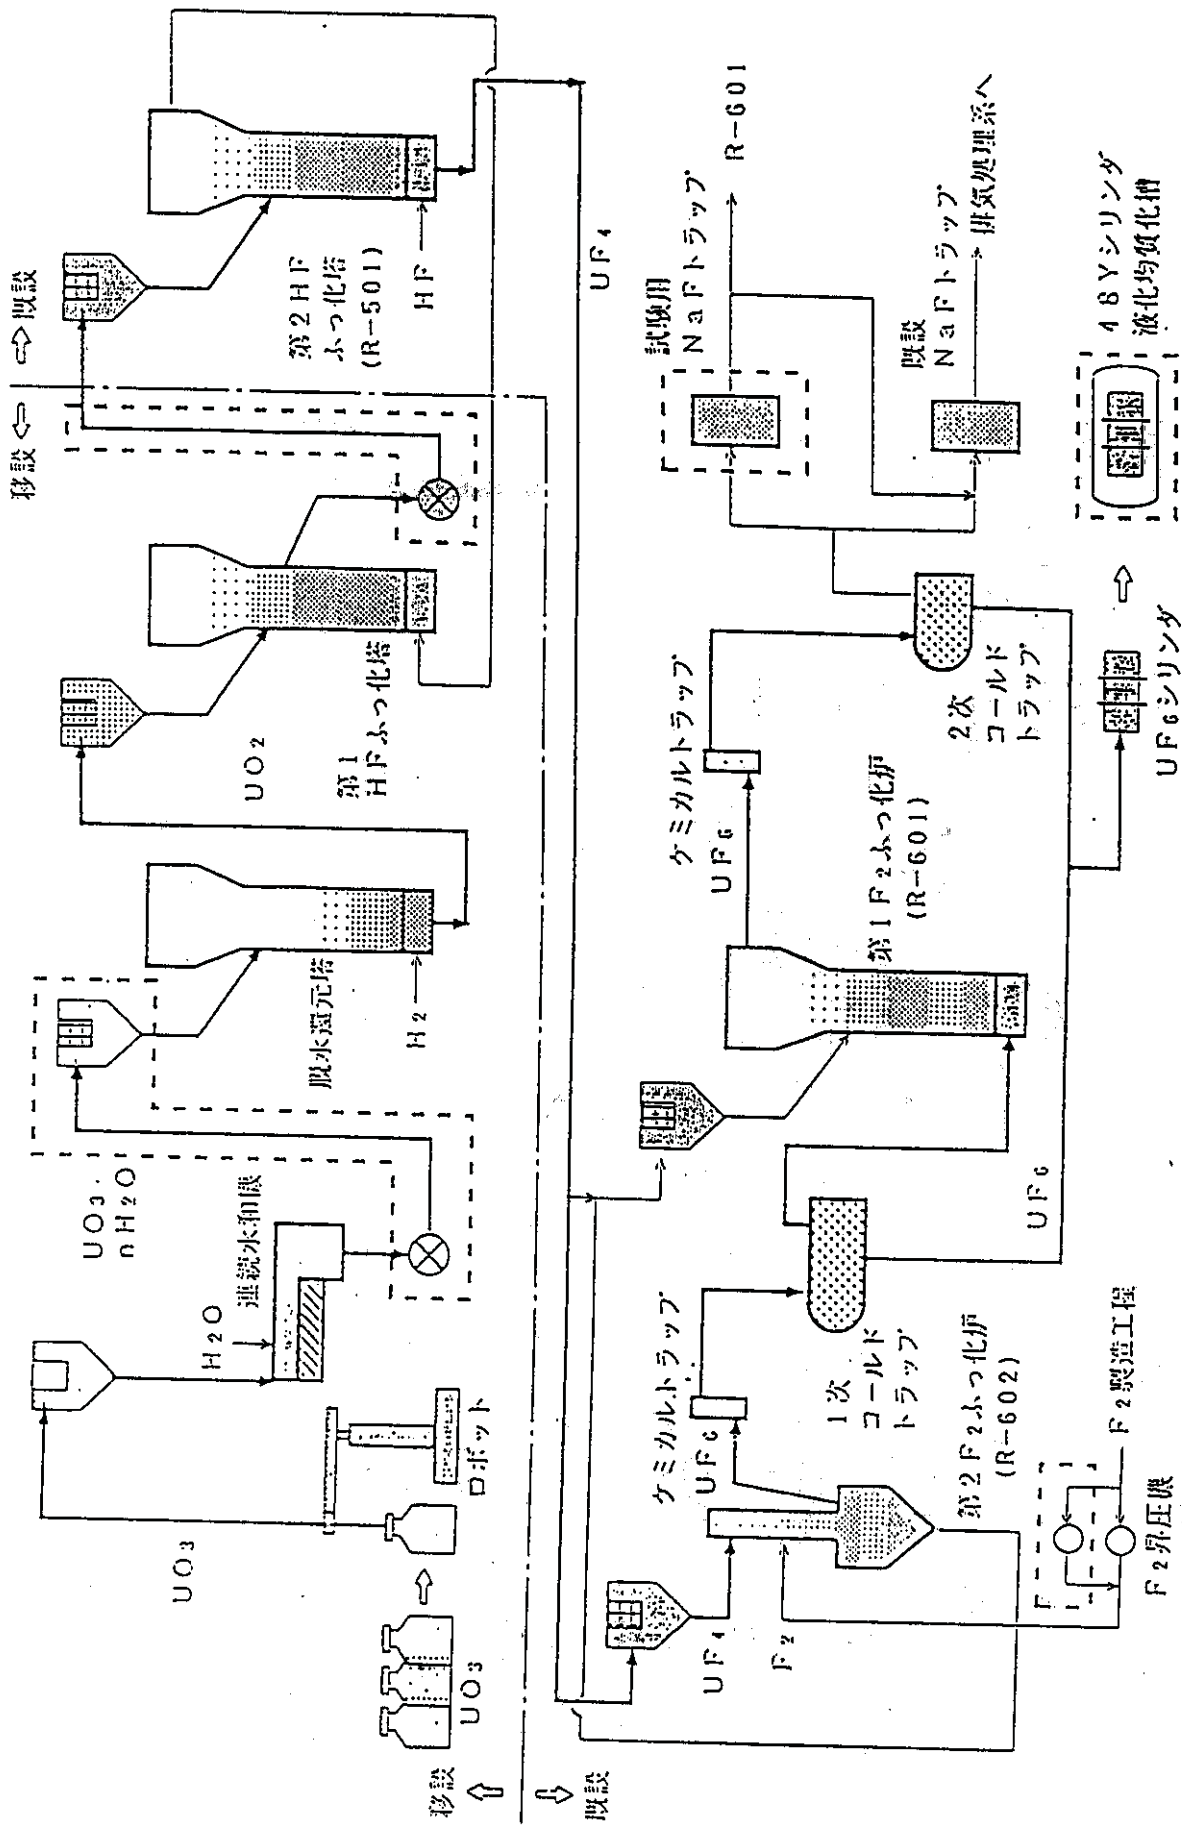 移設
既設
UO3
UO3
ロボット
H2O
連続水和機
UO3・
nH2O
脱水還元塔
H2
UO2
第1
HFふっ化塔
移設
既設
第2HF
ふっ化塔
(R-501)
HF
UF4
UF4
F2
ケミカルトラップ
UF6
1次
コールド
トラップ
第2F2ふっ化炉
(R-602)
F2昇圧機
F2製造工程
UF6
ケミカルトラップ
UF6
第1F2ふっ化炉
(R-601)
2次
コールド
トラップ
UF6シリンダ
試験用
NaFトラップ
R-601
既設
NaFトラップ
排気処理系へ
48Yシリンダ
液化均質化槽